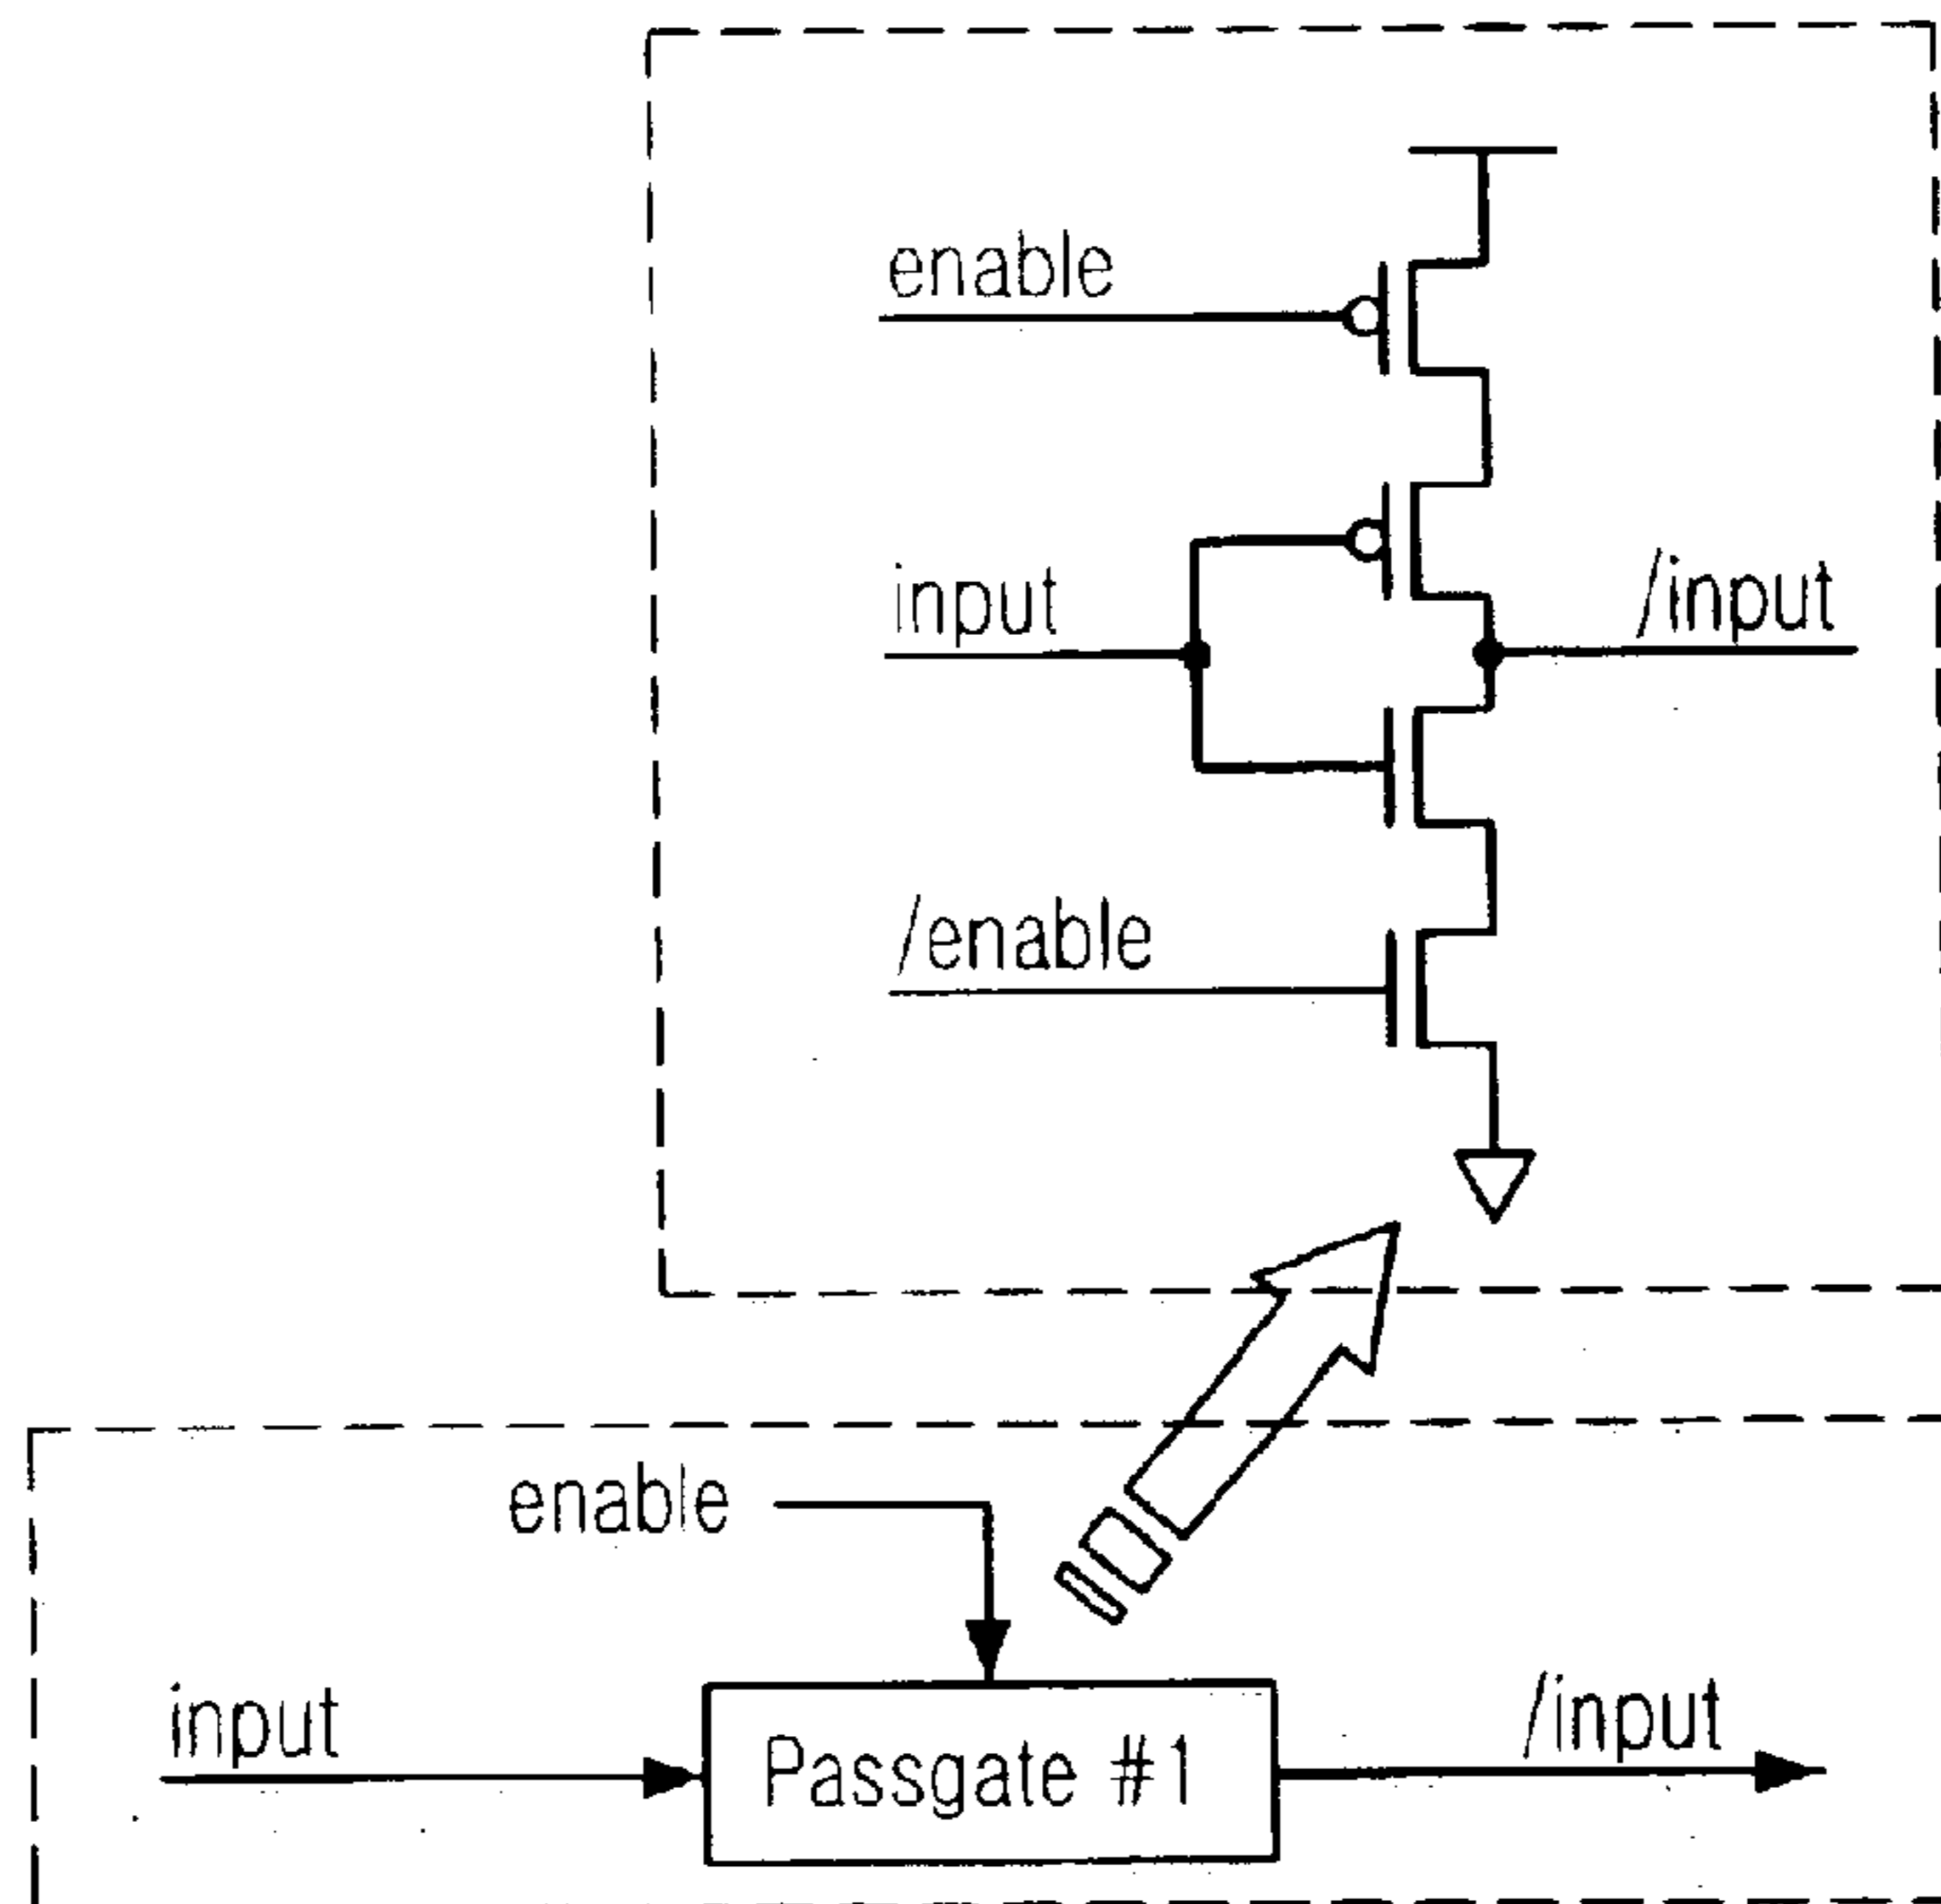 enable
input
/input
/enable
enable
input
/input
Passgate #1